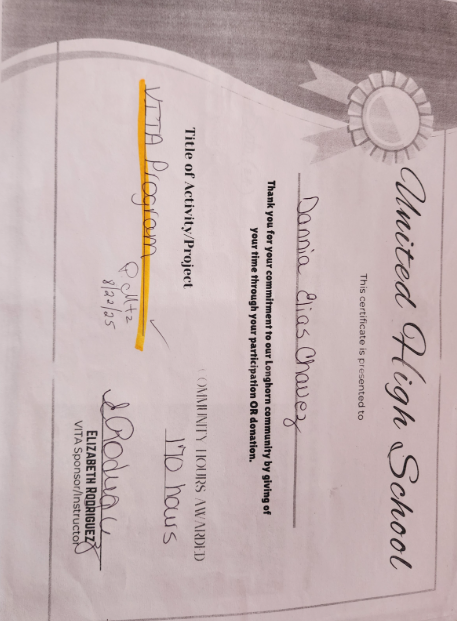 United High School
This certificate is presented to
Dannia Elias Chavez
Thank you for your commitment to our Longhorn community by giving of
your time through your participation OR donation.
Title of Activity/Project
VITA Program
8/22/25
COMMUNITY HOURS AWARDED
170 hours
ELIZABETH RODRIGUEZ
VITA Sponsor/Instructor